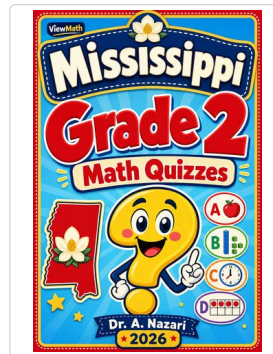 ViewMath
Mississippi
Grade 2
Math Quizzes
A
B
C
D
Dr. A. Nazari
2026